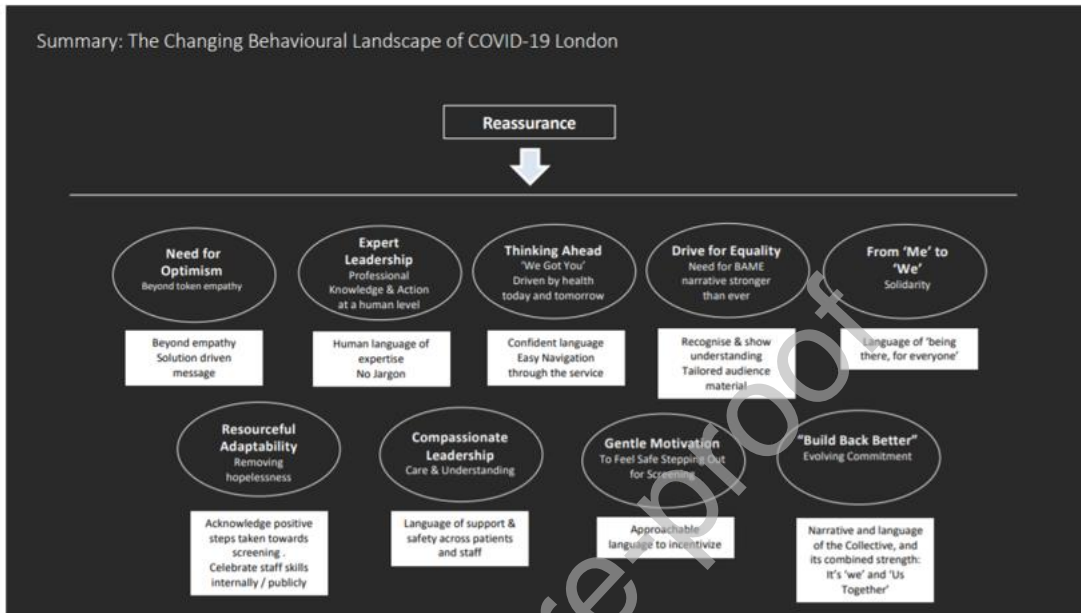 Summary: The Changing Behavioural Landscape of COVID-19 London
Reassurance
Need for
Optimism
Beyond token empathy
Expert
Leadership
Professional
Knowledge & Action
at a human level
Thinking Ahead
'We Got You'
Driven by health
today and tomorrow
Drive for Equality
Need for BAME
narrative stronger
than ever
From 'Me' to
'We'
Solidarity
Beyond empathy
Solution driven
message
Human language of
expertise
No Jargon
Confident language
Easy Navigation
through the service
Recognise & show
understanding
Tailored audience
material
Language of 'being
there, for everyone'
Resourceful
Adaptability
Removing
hopelessness
Compassionate
Leadership
Care & Understanding
Gentle Motivation
To Feel Safe Stepping Out
for Screening
"Build Back Better"
Evolving Commitment
Acknowledge positive
steps taken towards
screening .
Celebrate staff skills
internally / publicly
Language of support &
safety across patients
and staff
Approachable
language to incentivize
Narrative and language
of the Collective, and
its combined strength:
It's 'we' and 'Us
Together'
e-proof